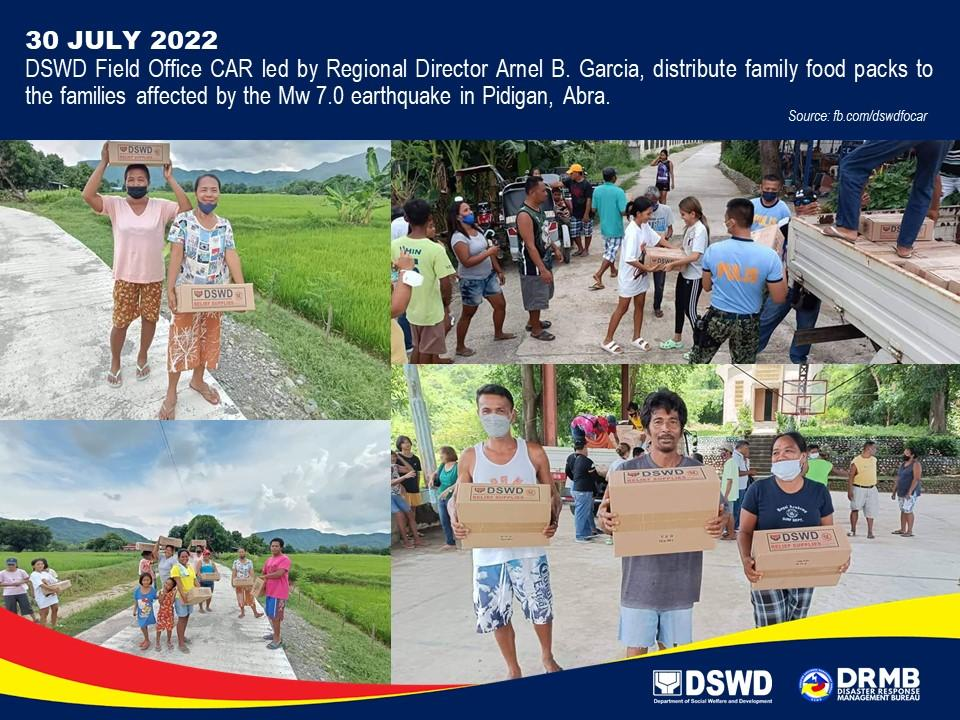 30 JULY 2022
DSWD Field Office CAR led by Regional Director Arnel B. Garcia, distribute family food packs to
the families affected by the Mw 7.0 earthquake in Pidigan, Abra.
Source: fb.com/dswdfocar
DSWD
RELIEF SUPPLIES
DSWD
RELIEF SUPPLIES
DSWD
DSWD
RELIEF SUPPLIES
DSWD
RELIEF SUPPLIES
DSWD
RELIEF SUPPLIES
DSWD
Department of Social Welfare and Development
DRMB
DISASTER RESPONSE
MANAGEMENT BUREAU